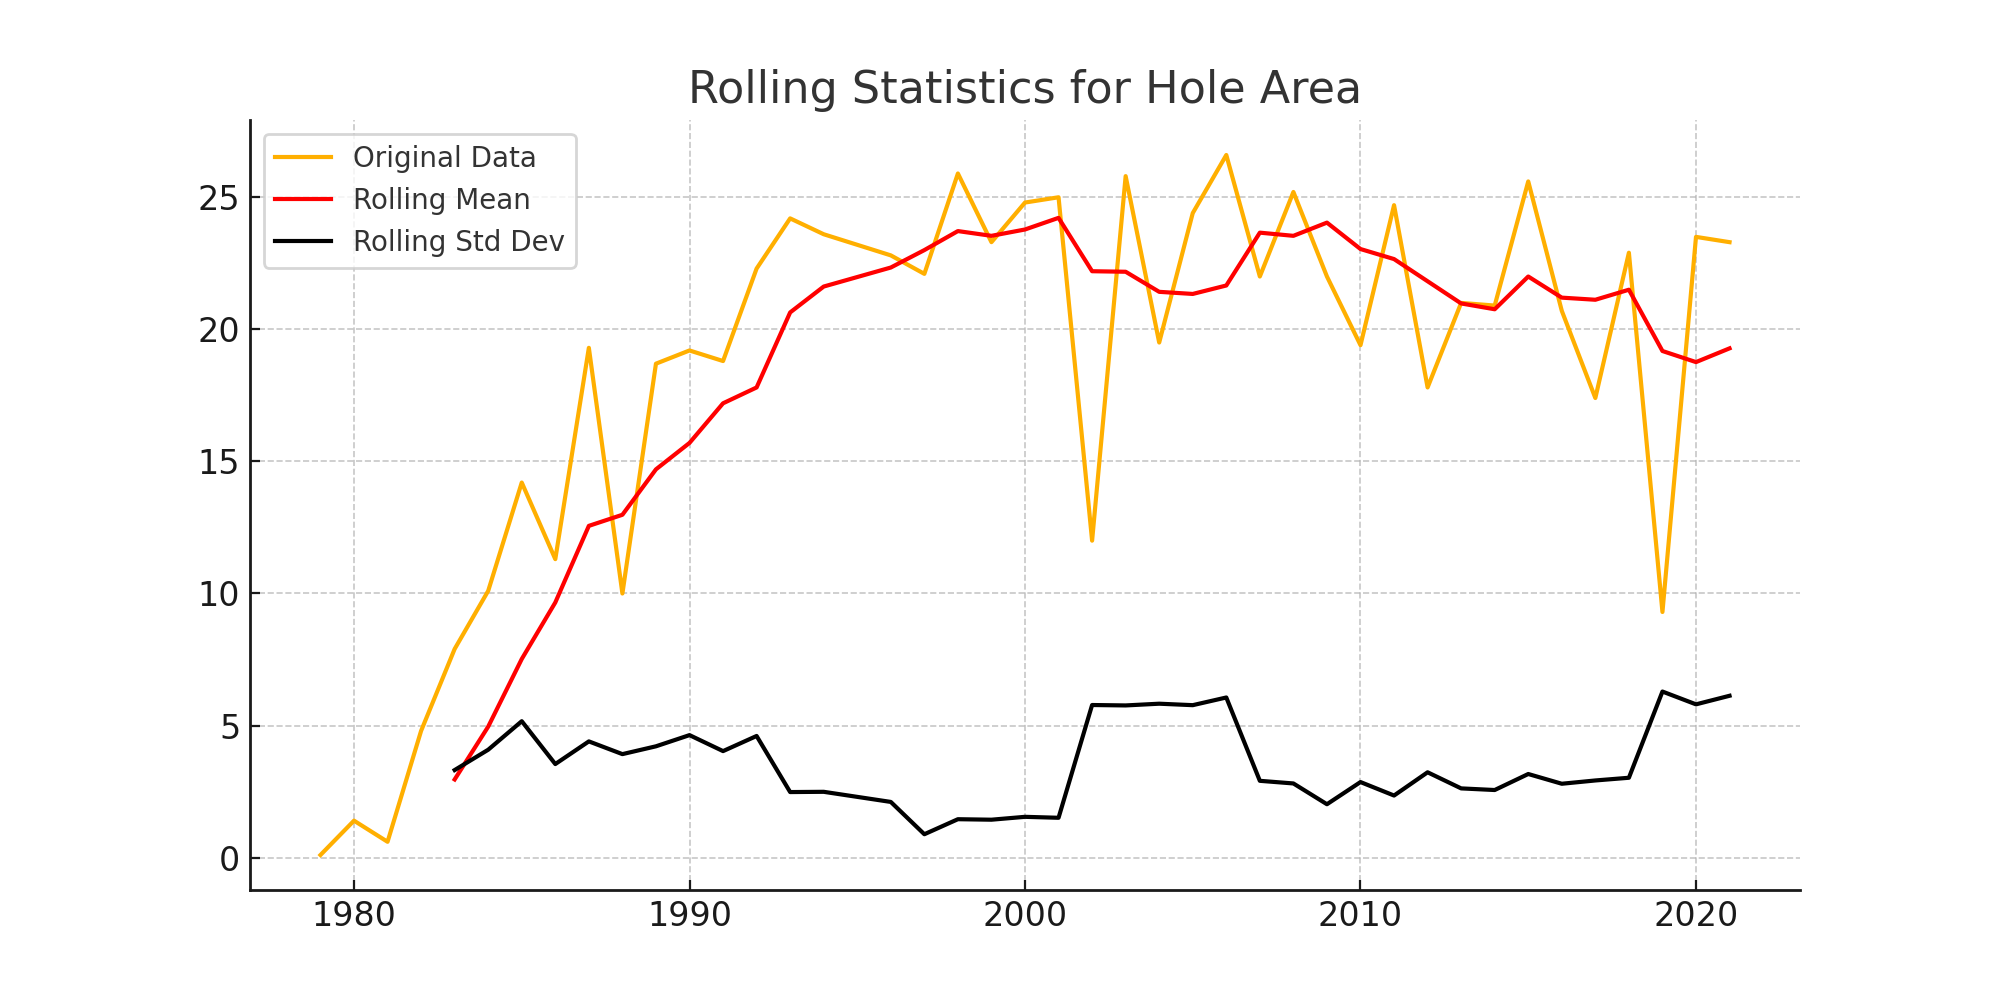 Rolling Statistics for Hole Area
Original Data
Rolling Mean
Rolling Std Dev
25
20
15
10
5
0
1980 1990 2000 2010 2020